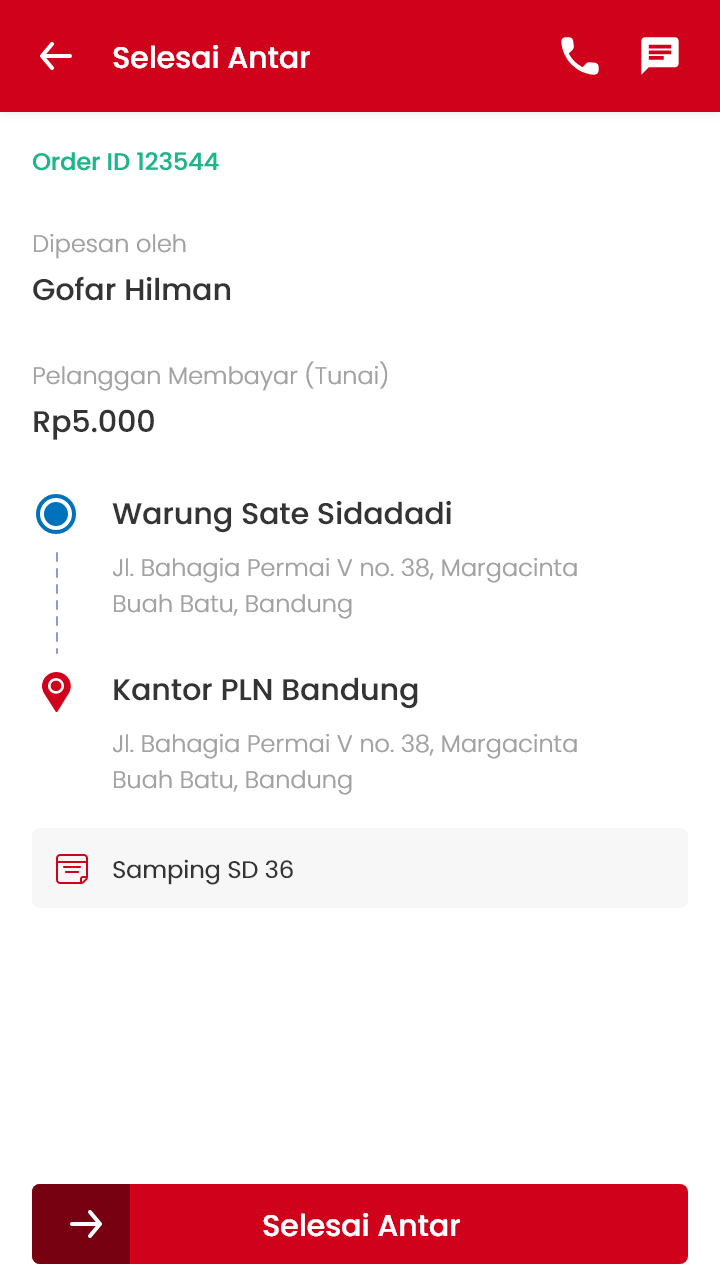 Selesai Antar
Order ID 123544
Dipesan oleh
Gofar Hilman
Pelanggan Membayar (Tunai)
Rp5.000
Warung Sate Sidadadi
Jl. Bahagia Permai V no. 38, Margacinta
Buah Batu, Bandung
Kantor PLN Bandung
Jl. Bahagia Permai V no. 38, Margacinta
Buah Batu, Bandung
Samping SD 36
Selesai Antar